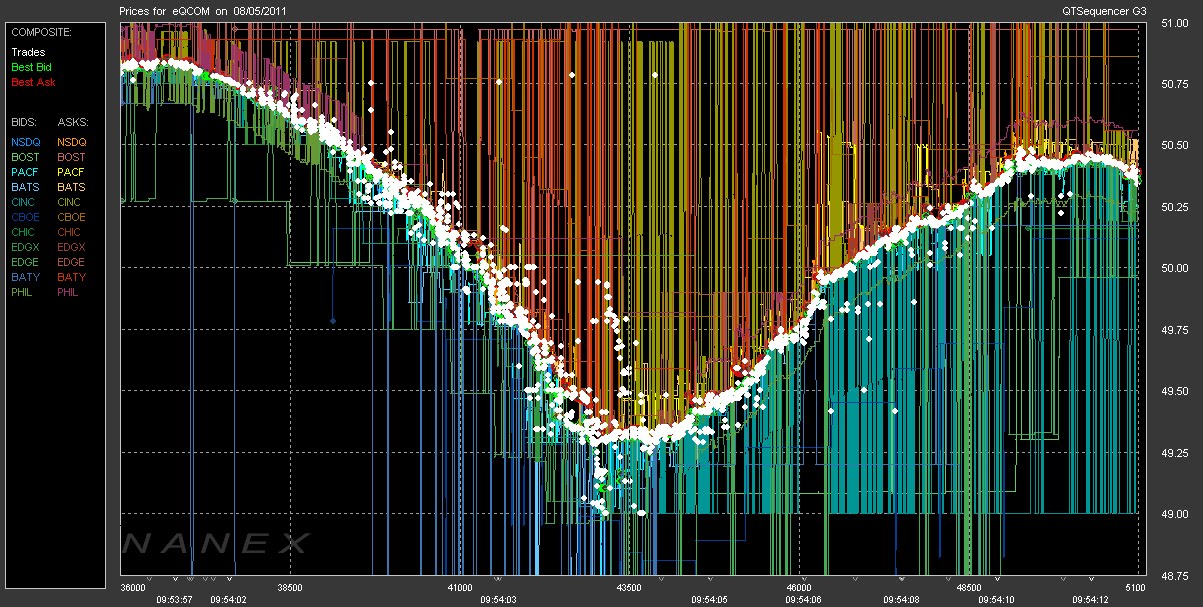 Prices for eQCOM on 08/05/2011
QTSequencer G3
COMPOSITE:
Trades
Best Bid
Best Ask
BIDS: ASKS:
NSDQ NSDQ
BOST BOST
PACF PACF
BATS BATS
CINC CINC
CBOE CBOE
CHIC CHIC
EDGX EDGX
EDGE EDGE
BATY BATY
PHIL PHIL
51.00
50.75
50.50
50.25
50.00
49.75
49.50
49.25
49.00
48.75
NANEX
36000 38500 41000 43500 46000 48500 5100
09:53:57 09:54:02 09:54:03 09:54:05 09:54:06 09:54:08 09:54:10 09:54:12